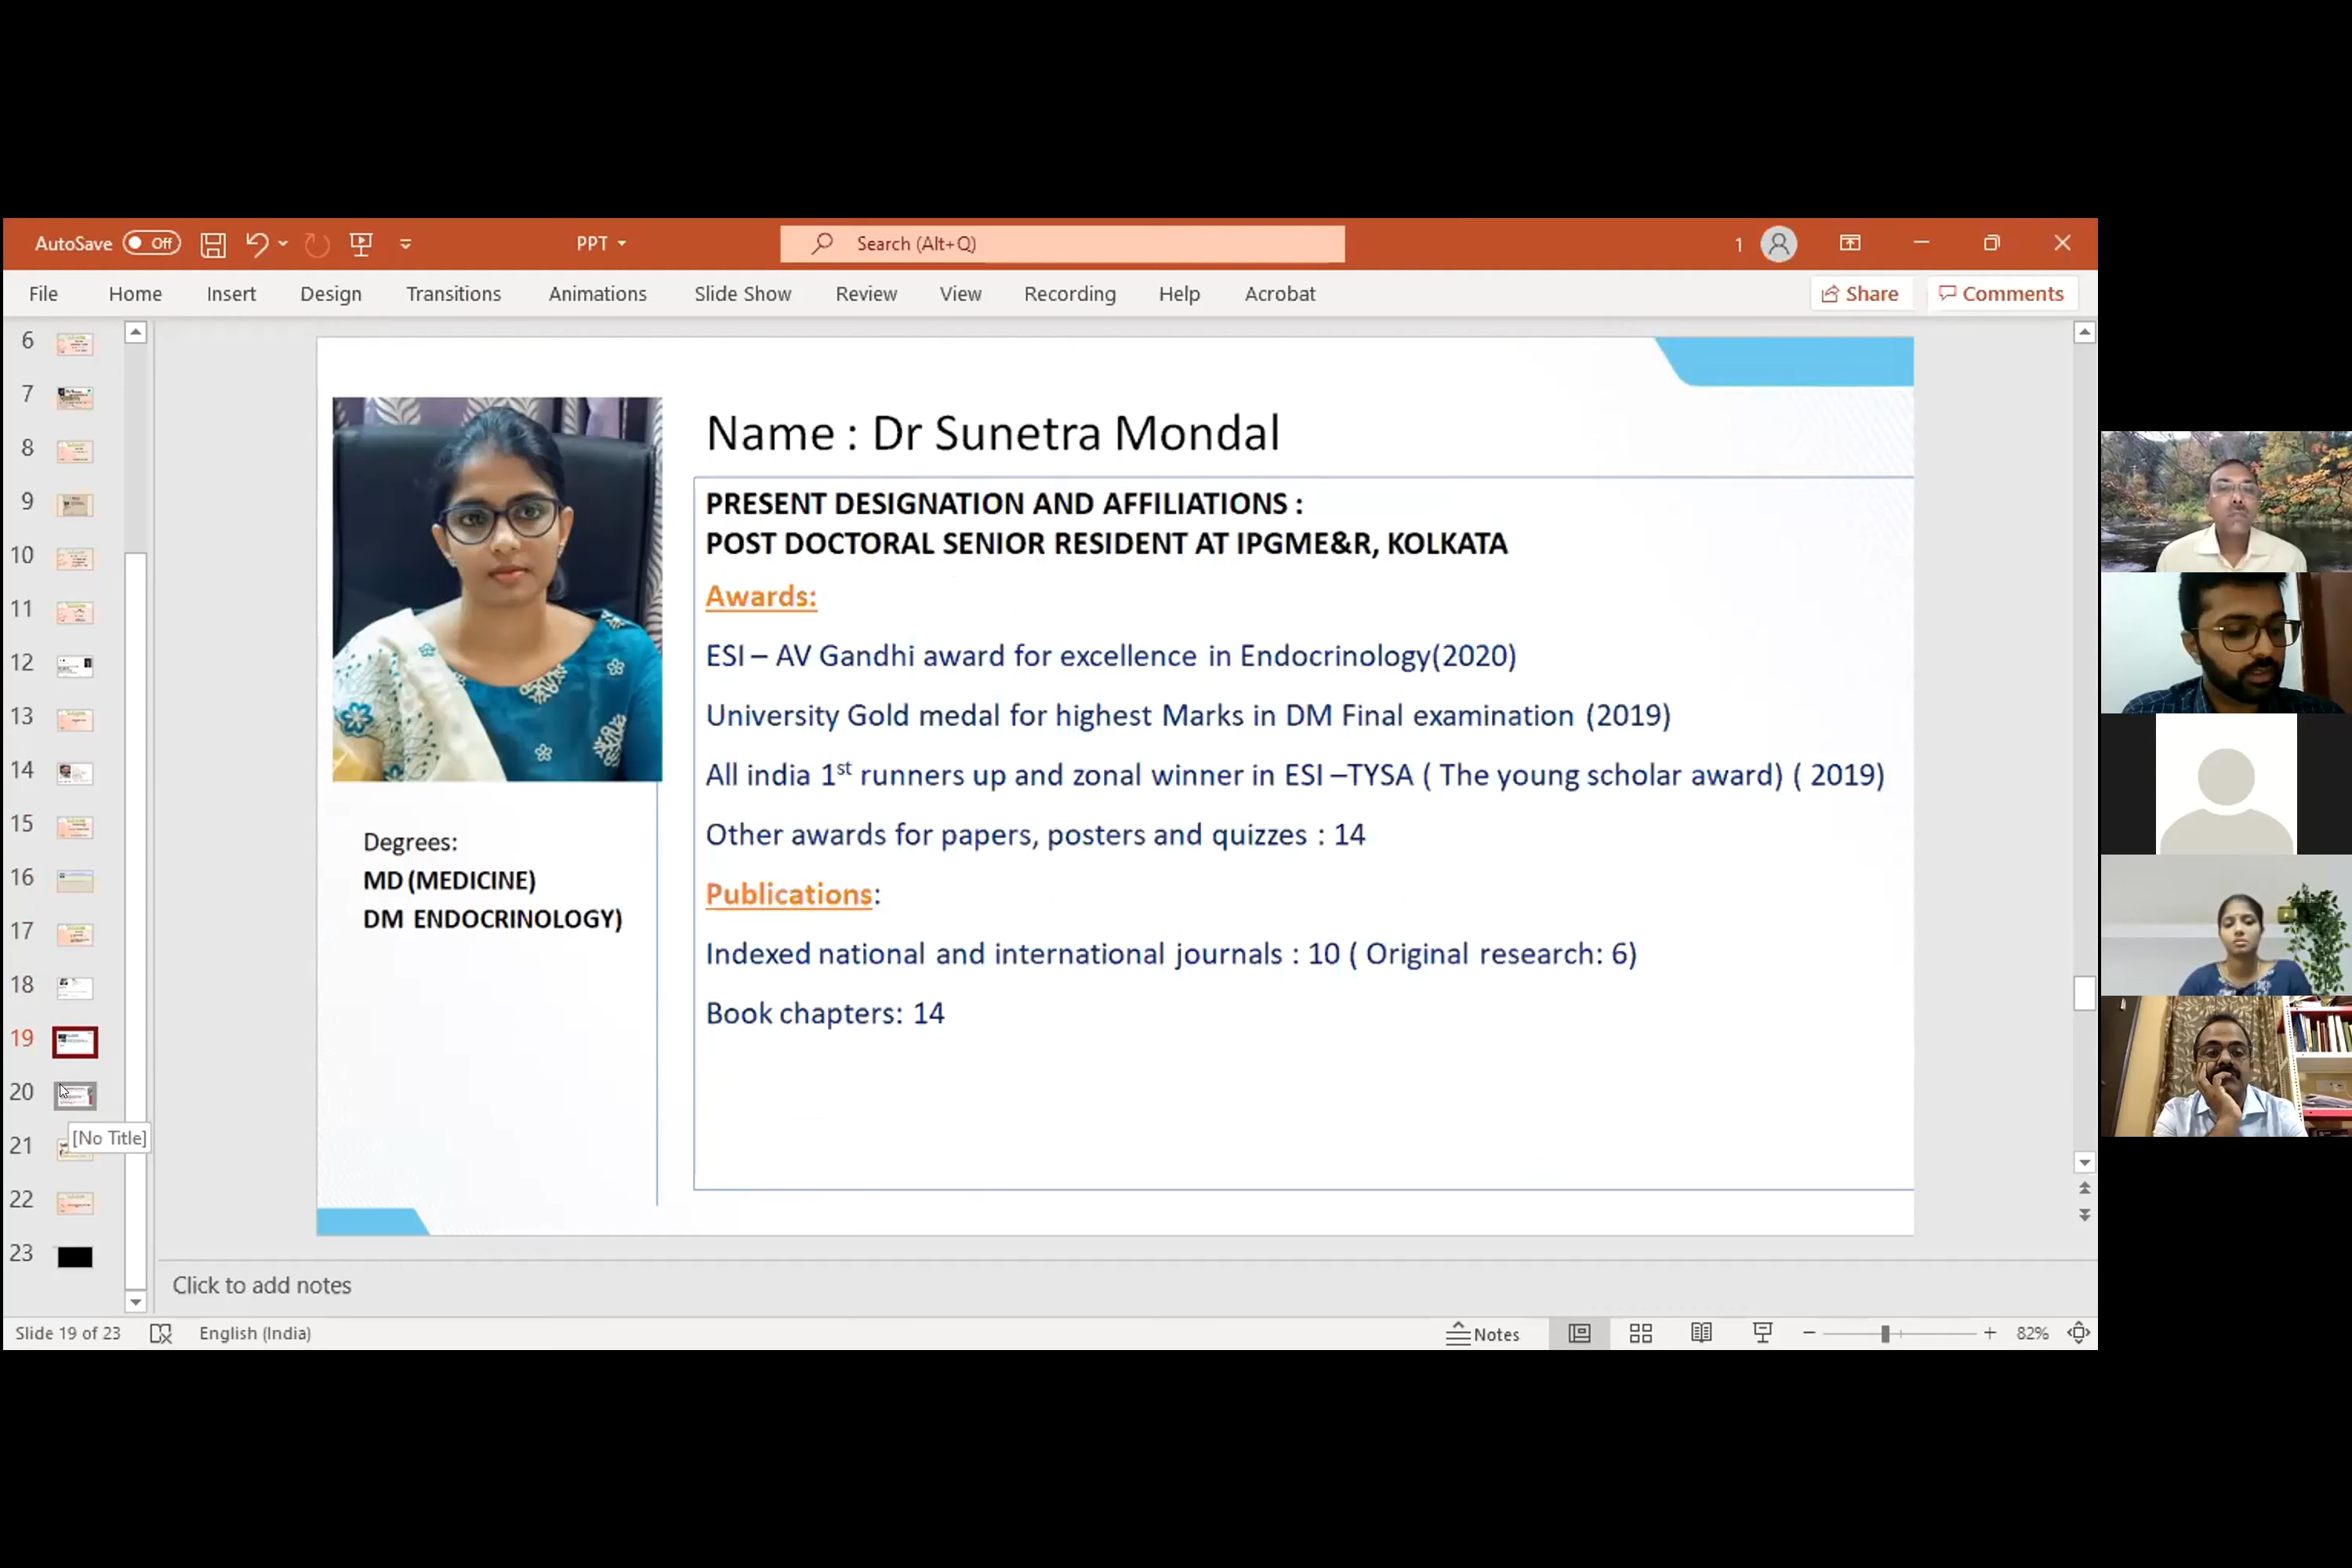 AutoSave Off
PPT
Search (Alt+Q)
1
File Home Insert Design Transitions Animations Slide Show Review View Recording Help Acrobat
Share Comments
6
7
8
9
10
11
12
13
14
15
16
17
18
19
20
[No Title]
21
22
23
Name : Dr Sunetra Mondal
PRESENT DESIGNATION AND AFFILIATIONS :
POST DOCTORAL SENIOR RESIDENT AT IPGME&R, KOLKATA
Awards:
ESI – AV Gandhi award for excellence in Endocrinology(2020)
University Gold medal for highest Marks in DM Final examination (2019)
All india 1st runners up and zonal winner in ESI –TYSA ( The young scholar award) ( 2019)
Other awards for papers, posters and quizzes : 14
Publications:
Indexed national and international journals : 10 ( Original research: 6)
Book chapters: 14
Degrees:
MD (MEDICINE)
DM ENDOCRINOLOGY)
Click to add notes
Slide 19 of 23 English (India) Notes 82%